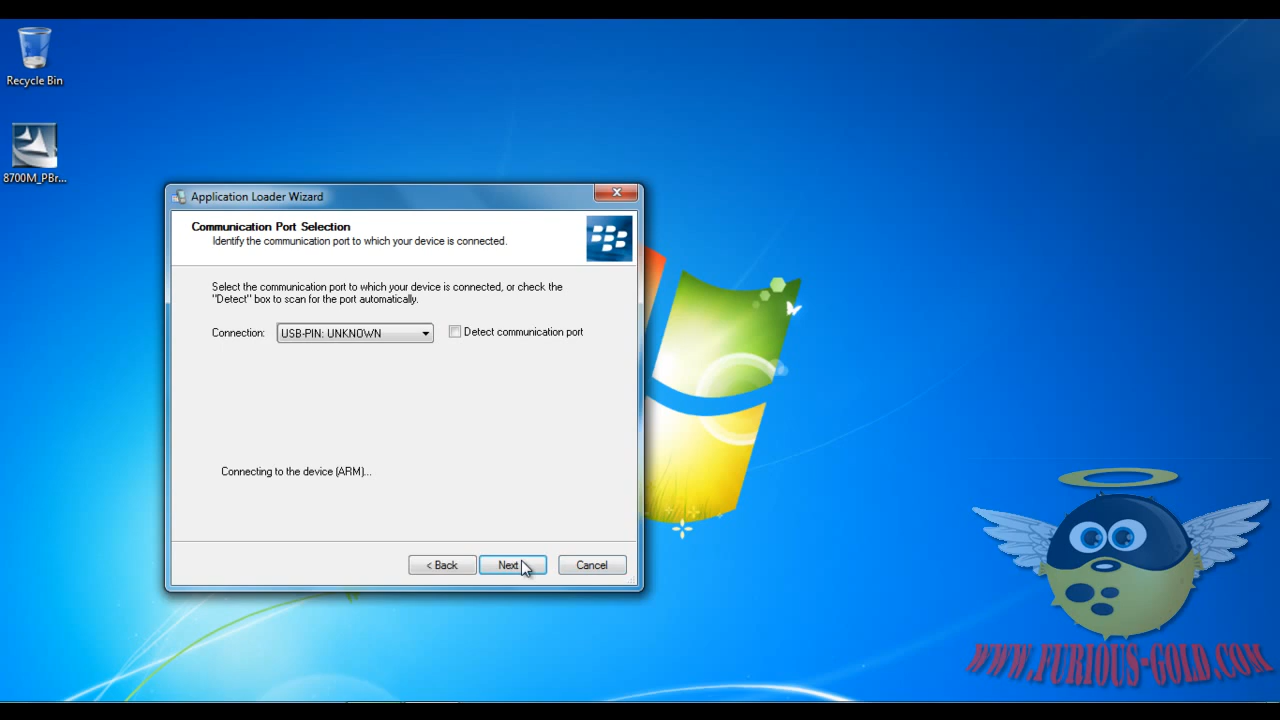 Recycle Bin
8700M_PBr...
Application Loader Wizard
Communication Port Selection
Identify the communication port to which your device is connected.
Select the communication port to which your device is connected, or check the
"Detect" box to scan for the port automatically.
Connection: USB-PIN: UNKNOWN Detect communication port
Connecting to the device (ARM)...
< Back Next Cancel
WWW.FURIOUS-GOLD.COM